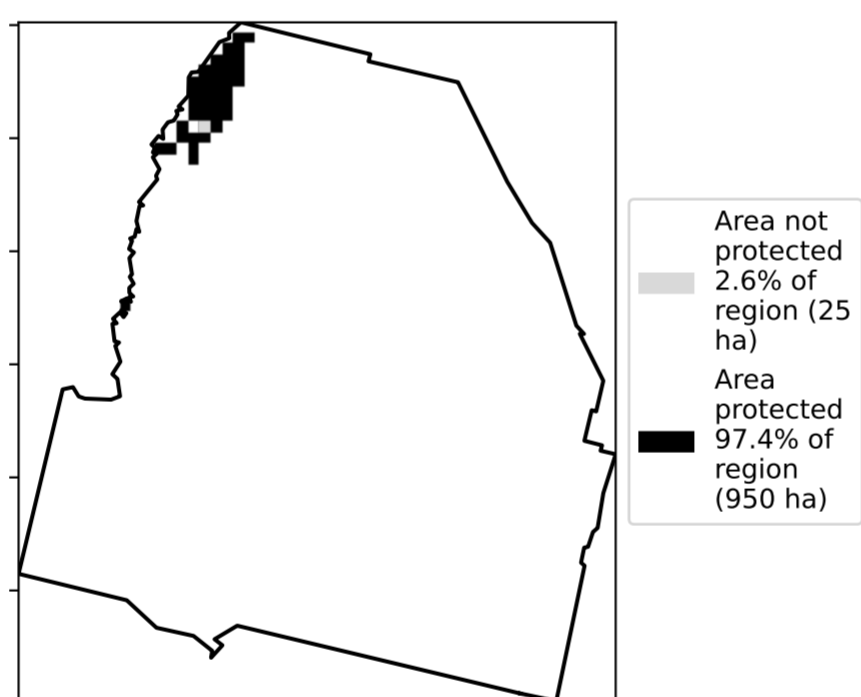 Area not
protected
2.6% of
region (25
ha)
Area
protected
97.4% of
region
(950 ha)